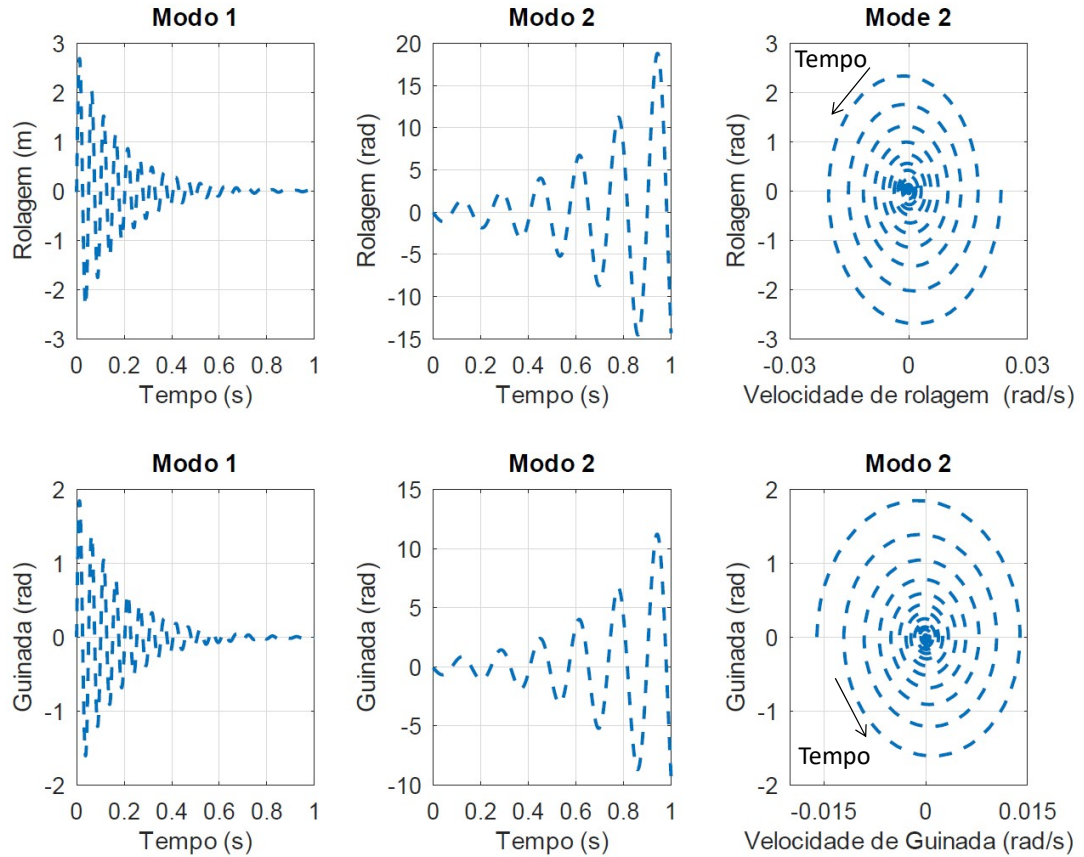 Modo 1
Modo 2
Mode 2
3
2
1
0
-1
-2
-3
Rolagem (m)
0 0.2 0.4 0.6 0.8 1
Tempo (s)
20
15
10
5
0
-5
-10
-15
Rolagem (rad)
0 0.2 0.4 0.6 0.8 1
Tempo (s)
Tempo
3
2
1
0
-1
-2
-3
Rolagem (rad)
-0.03 0 0.03
Velocidade de rolagem (rad/s)
Modo 1
Modo 2
Modo 2
2
1
0
-1
-2
Guinada (rad)
0 0.2 0.4 0.6 0.8 1
Tempo (s)
15
10
5
0
-5
-10
Guinada (rad)
0 0.2 0.4 0.6 0.8 1
Tempo (s)
2
1
0
-1
-2
Guinada (rad)
Tempo
-0.015 0 0.015
Velocidade de Guinada (rad/s)